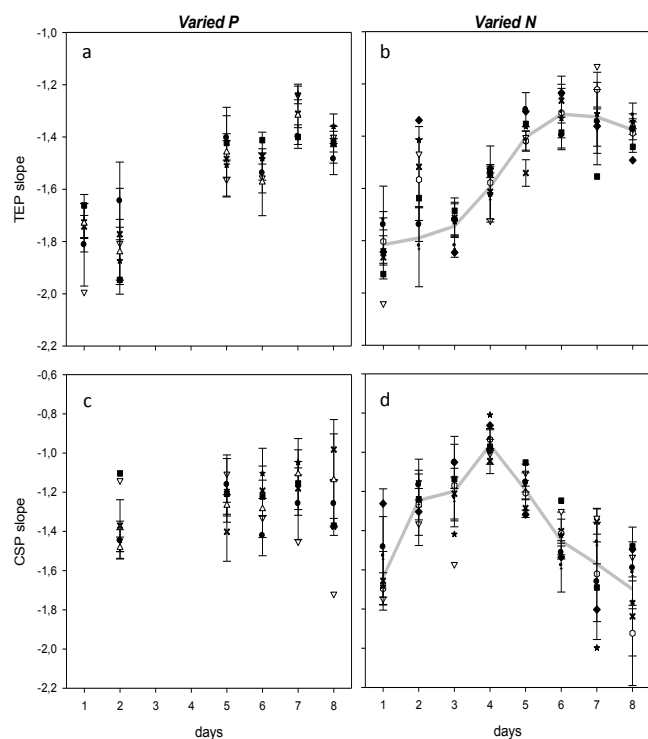 Varied P
Varied N
a
b
TEP slope
-1,0
-1,2
-1,4
-1,6
-1,8
-2,0
-2,2
c
d
CSP slope
-0,6
-0,8
-1,0
-1,2
-1,4
-1,6
-1,8
-2,0
-2,2
1 2 3 4 5 6 7 8
1 2 3 4 5 6 7 8
days
days